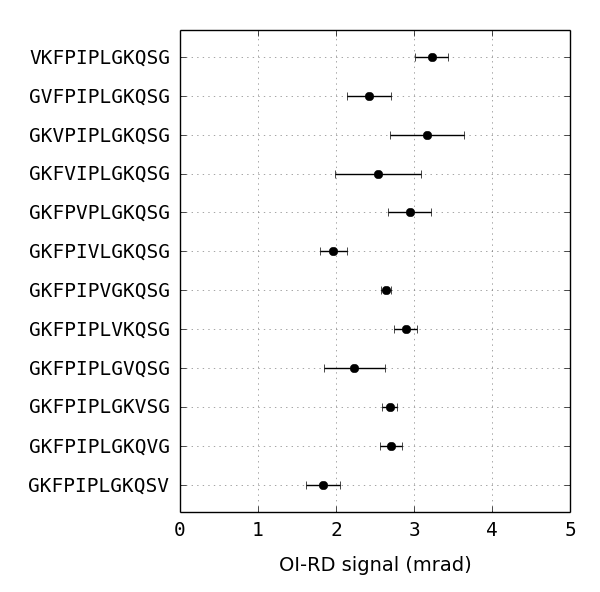 VKFPIPLGKQSG
GVFPIPLGKQSG
GKVPIPLGKQSG
GKFVIPLGKQSG
GKFPVPLGKQSG
GKFPIVLGKQSG
GKFPIPVGKQSG
GKFPIPLVKQSG
GKFPIPLGVQSG
GKFPIPLGKVSG
GKFPIPLGKQVG
GKFPIPLGKQSV
0 1 2 3 4 5
OI-RD signal (mrad)